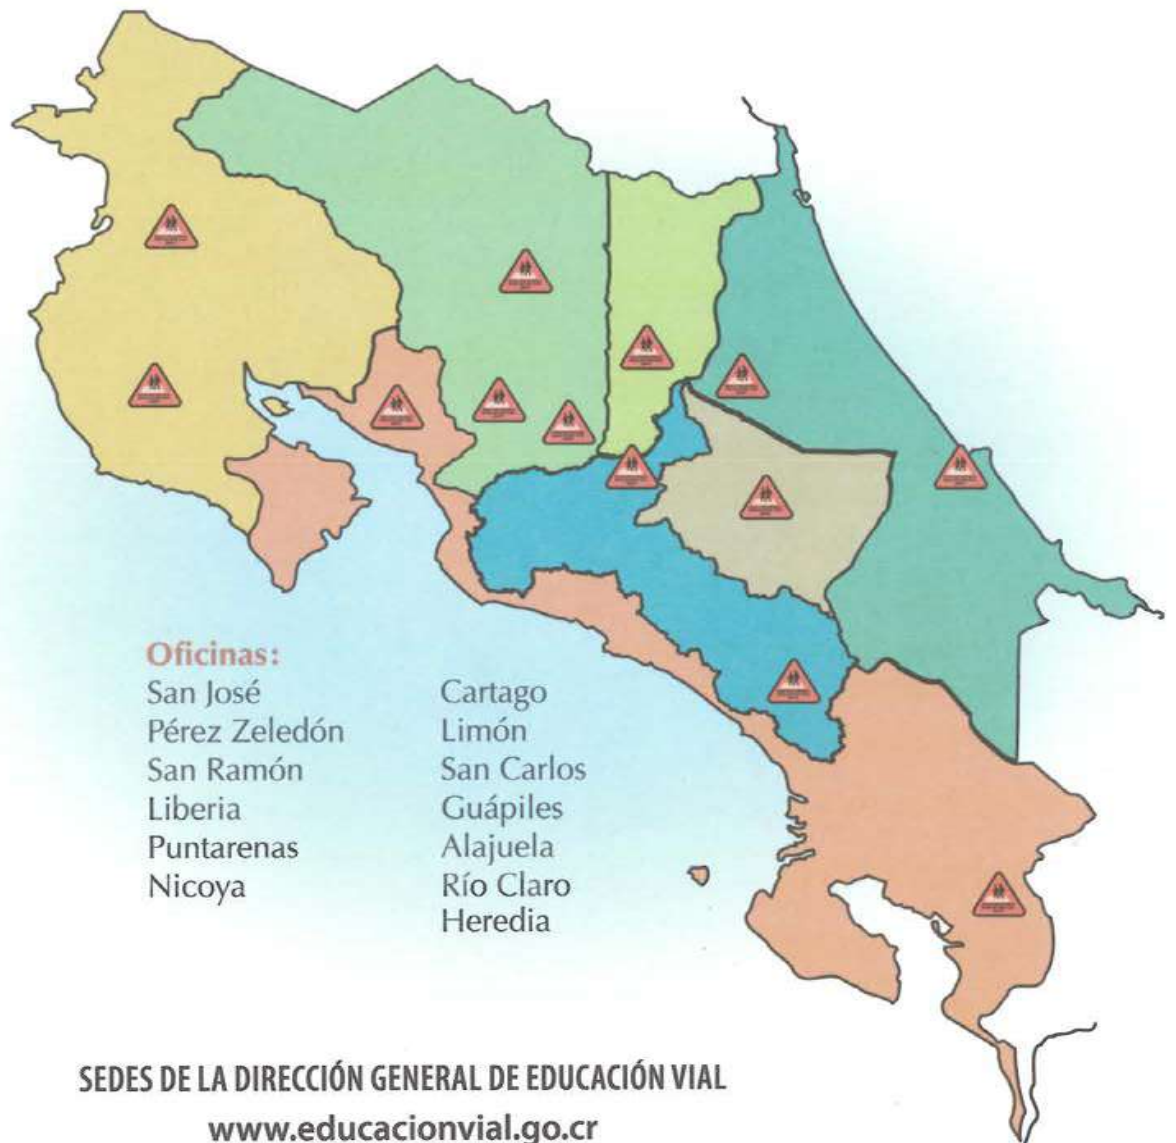 Oficinas:
San José
Pérez Zeledón
San Ramón
Liberia
Puntarenas
Nicoya
Cartago
Limón
San Carlos
Guápiles
Alajuela
Río Claro
Heredia
SEDES DE LA DIRECCIÓN GENERAL DE EDUCACIÓN VIAL
www.educacionvial.go.cr